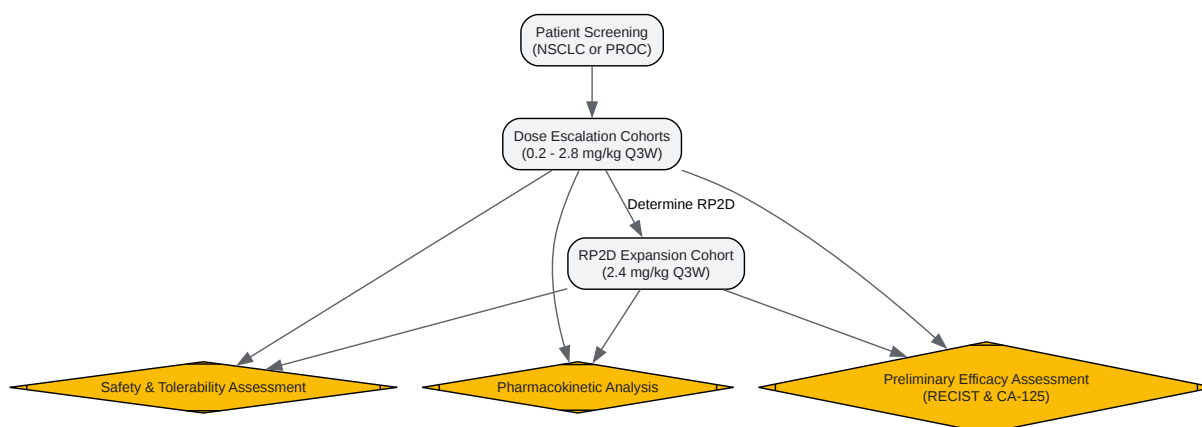 Patient Screening
(NSCLC or PROC)
Dose Escalation Cohorts
(0.2 - 2.8 mg/kg Q3W)
Determine RP2D
RP2D Expansion Cohort
(2.4 mg/kg Q3W)
Safety & Tolerability Assessment
Pharmacokinetic Analysis
Preliminary Efficacy Assessment
(RECIST & CA-125)